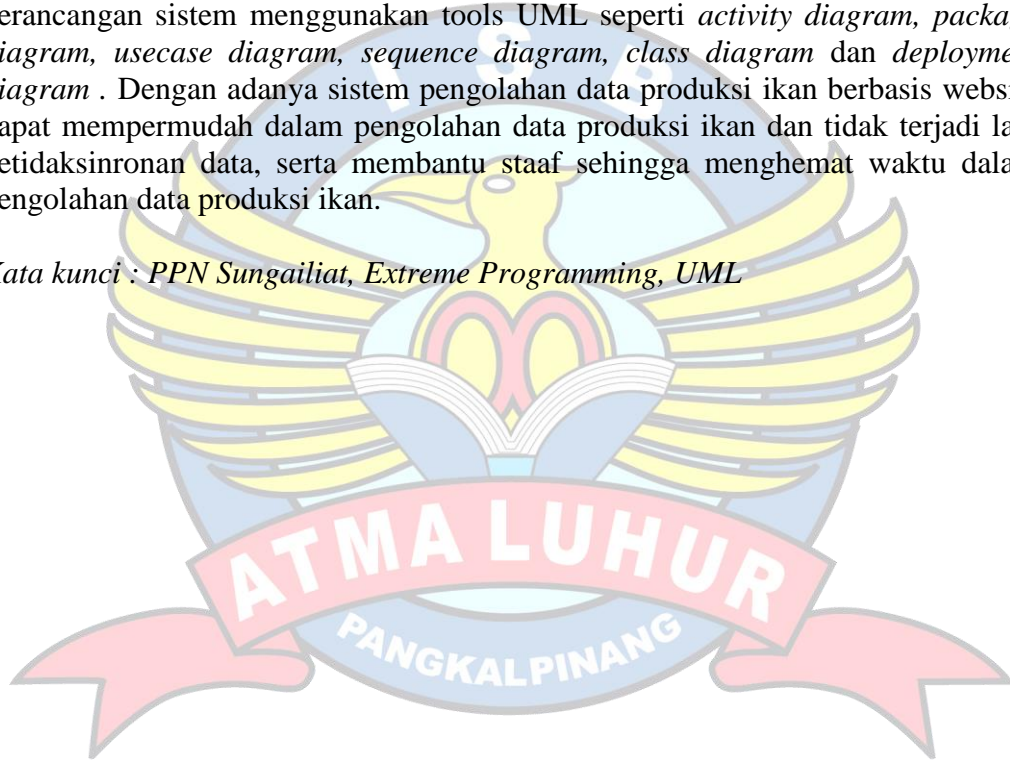 erancangan sistem menggunakan tools UML seperti activity diagram, packa
iagram, usecase diagram, sequence diagram, class diagram dan deployme
iagram . Dengan adanya sistem pengolahan data produksi ikan berbasis websi
apat mempermudah dalam pengolahan data produksi ikan dan tidak terjadi la
etidaksinronan data, serta membantu staaf sehingga menghemat waktu dala
engolahan data produksi ikan.
Kata kunci : PPN Sungailiat, Extreme Programming, UML
I S B
ATMA LUHUR
PANGKALPINANG